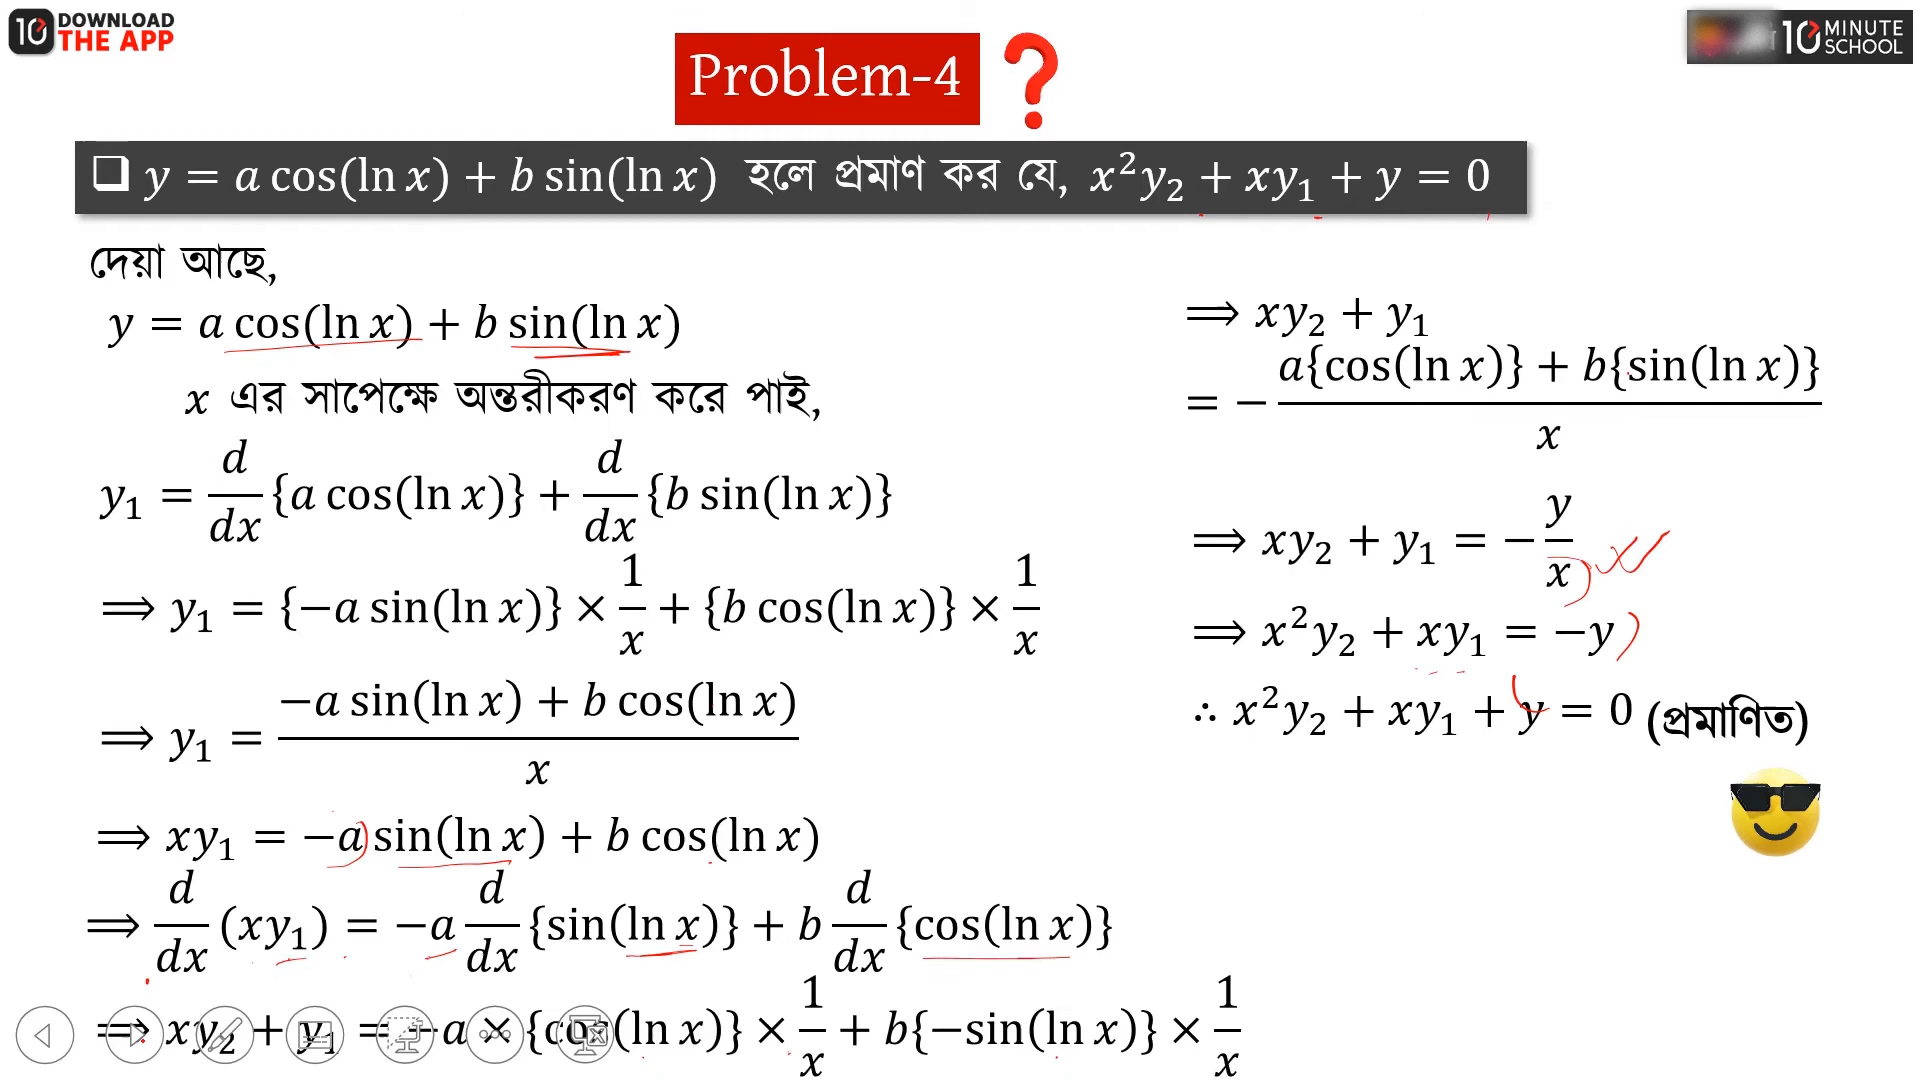 10 DOWNLOAD THE APP
10 MINUTE SCHOOL
Problem-4 ❓
❑ y = a cos(ln x) + b sin(ln x) হলে প্রমাণ কর যে, x²y₂ + xy₁ + y = 0
দেয়া আছে,
y = a cos(ln x) + b sin(ln x)
x এর সাপেক্ষে অন্তরীকরণ করে পাই,
y₁ = d/dx {a cos(ln x)} + d/dx {b sin(ln x)}
⟹ y₁ = {−a sin(ln x)} × 1/x + {b cos(ln x)} × 1/x
⟹ y₁ = (−a sin(ln x) + b cos(ln x))/x
⟹ xy₁ = −a sin(ln x) + b cos(ln x)
⟹ d/dx (xy₁) = −a d/dx {sin(ln x)} + b d/dx {cos(ln x)}
⟹ xy₂ + y₁ = −a × {cos(ln x)} × 1/x + b{−sin(ln x)} × 1/x
⟹ xy₂ + y₁
= − (a{cos(ln x)} + b{sin(ln x)})/x
⟹ xy₂ + y₁ = − y/x
⟹ x²y₂ + xy₁ = −y
∴ x²y₂ + xy₁ + y = 0 (প্রমাণিত)